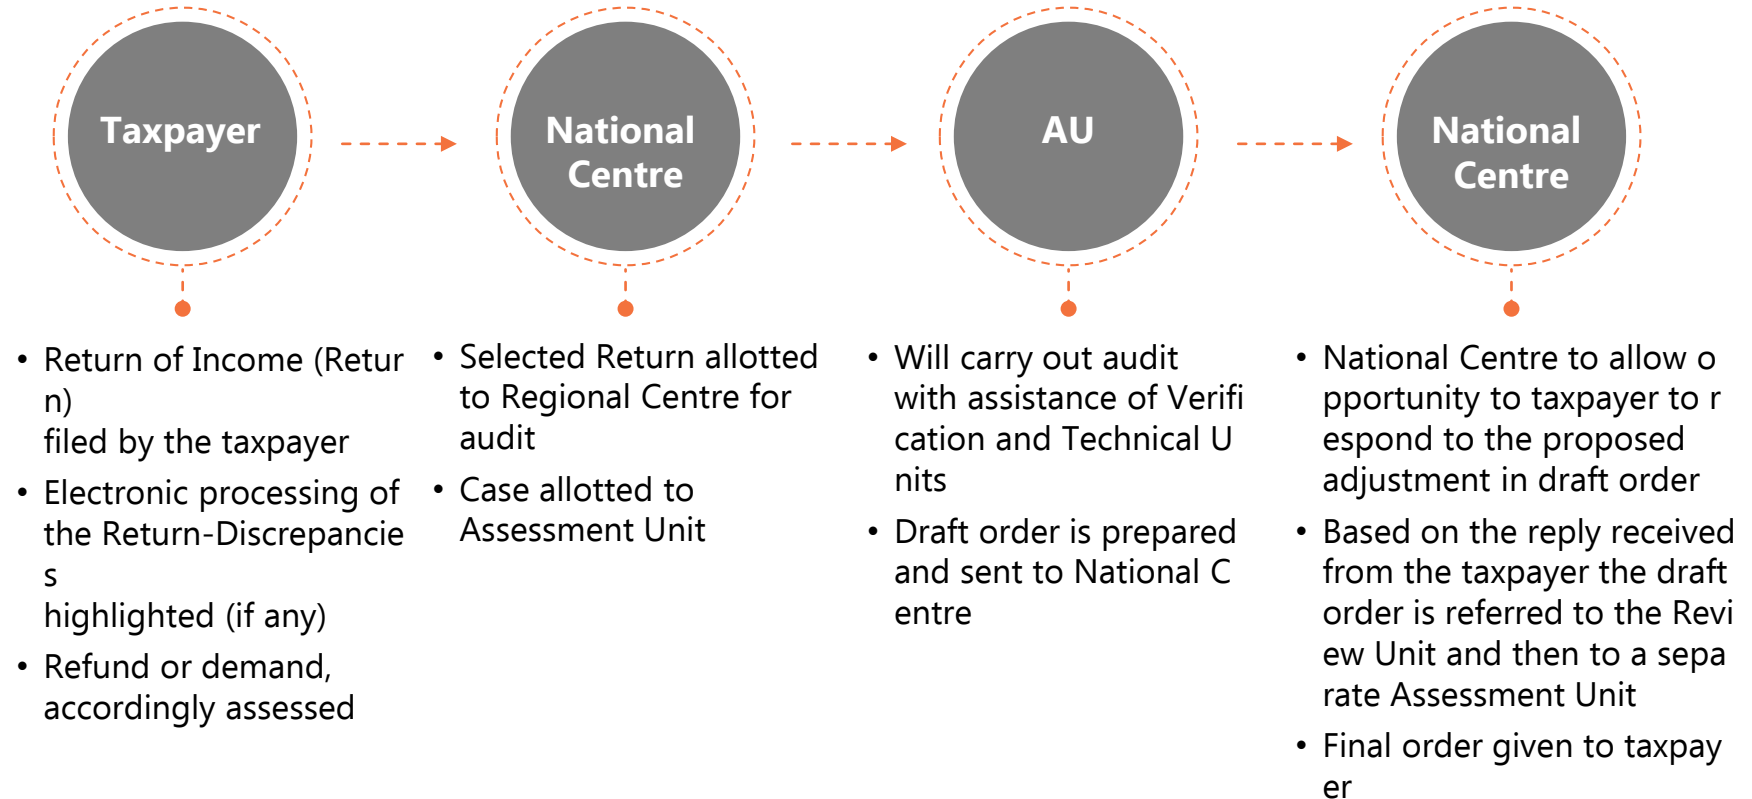 Taxpayer
National
Centre
AU
National
Centre
• Return of Income (Retur
n)
filed by the taxpayer
• Electronic processing of
the Return-Discrepancie
s
highlighted (if any)
• Refund or demand,
accordingly assessed
• Selected Return allotted
to Regional Centre for
audit
• Case allotted to
Assessment Unit
• Will carry out audit
with assistance of Verifi
cation and Technical U
nits
• Draft order is prepared
and sent to National C
entre
• National Centre to allow o
pportunity to taxpayer to r
espond to the proposed
adjustment in draft order
• Based on the reply received
from the taxpayer the draft
order is referred to the Revi
ew Unit and then to a sepa
rate Assessment Unit
• Final order given to taxpay
er